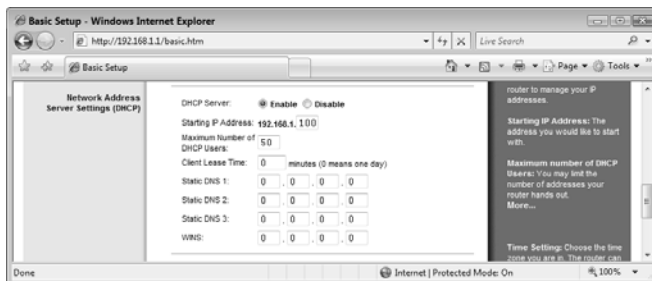 Basic Setup - Windows Internet Explorer
http://192.168.1.1/basic.htm
Live Search
Basic Setup
Page
Tools
Network Address
Server Settings (DHCP)
DHCP Server: Enable Disable
Starting IP Address: 192.168.1. 100
Maximum Number of
DHCP Users: 50
Client Lease Time: 0 minutes (0 means one day)
Static DNS 1: 0 . 0 . 0 . 0
Static DNS 2: 0 . 0 . 0 . 0
Static DNS 3: 0 . 0 . 0 . 0
WINS: 0 . 0 . 0 . 0
router to manage your IP
addresses.
Starting IP Address: The
address you would like to start
with.
Maximum number of DHCP
Users: You may limit the
number of addresses your
router hands out.
More...
Time Setting: Choose the time
zone you are in. The router can
Done
Internet | Protected Mode: On
100%